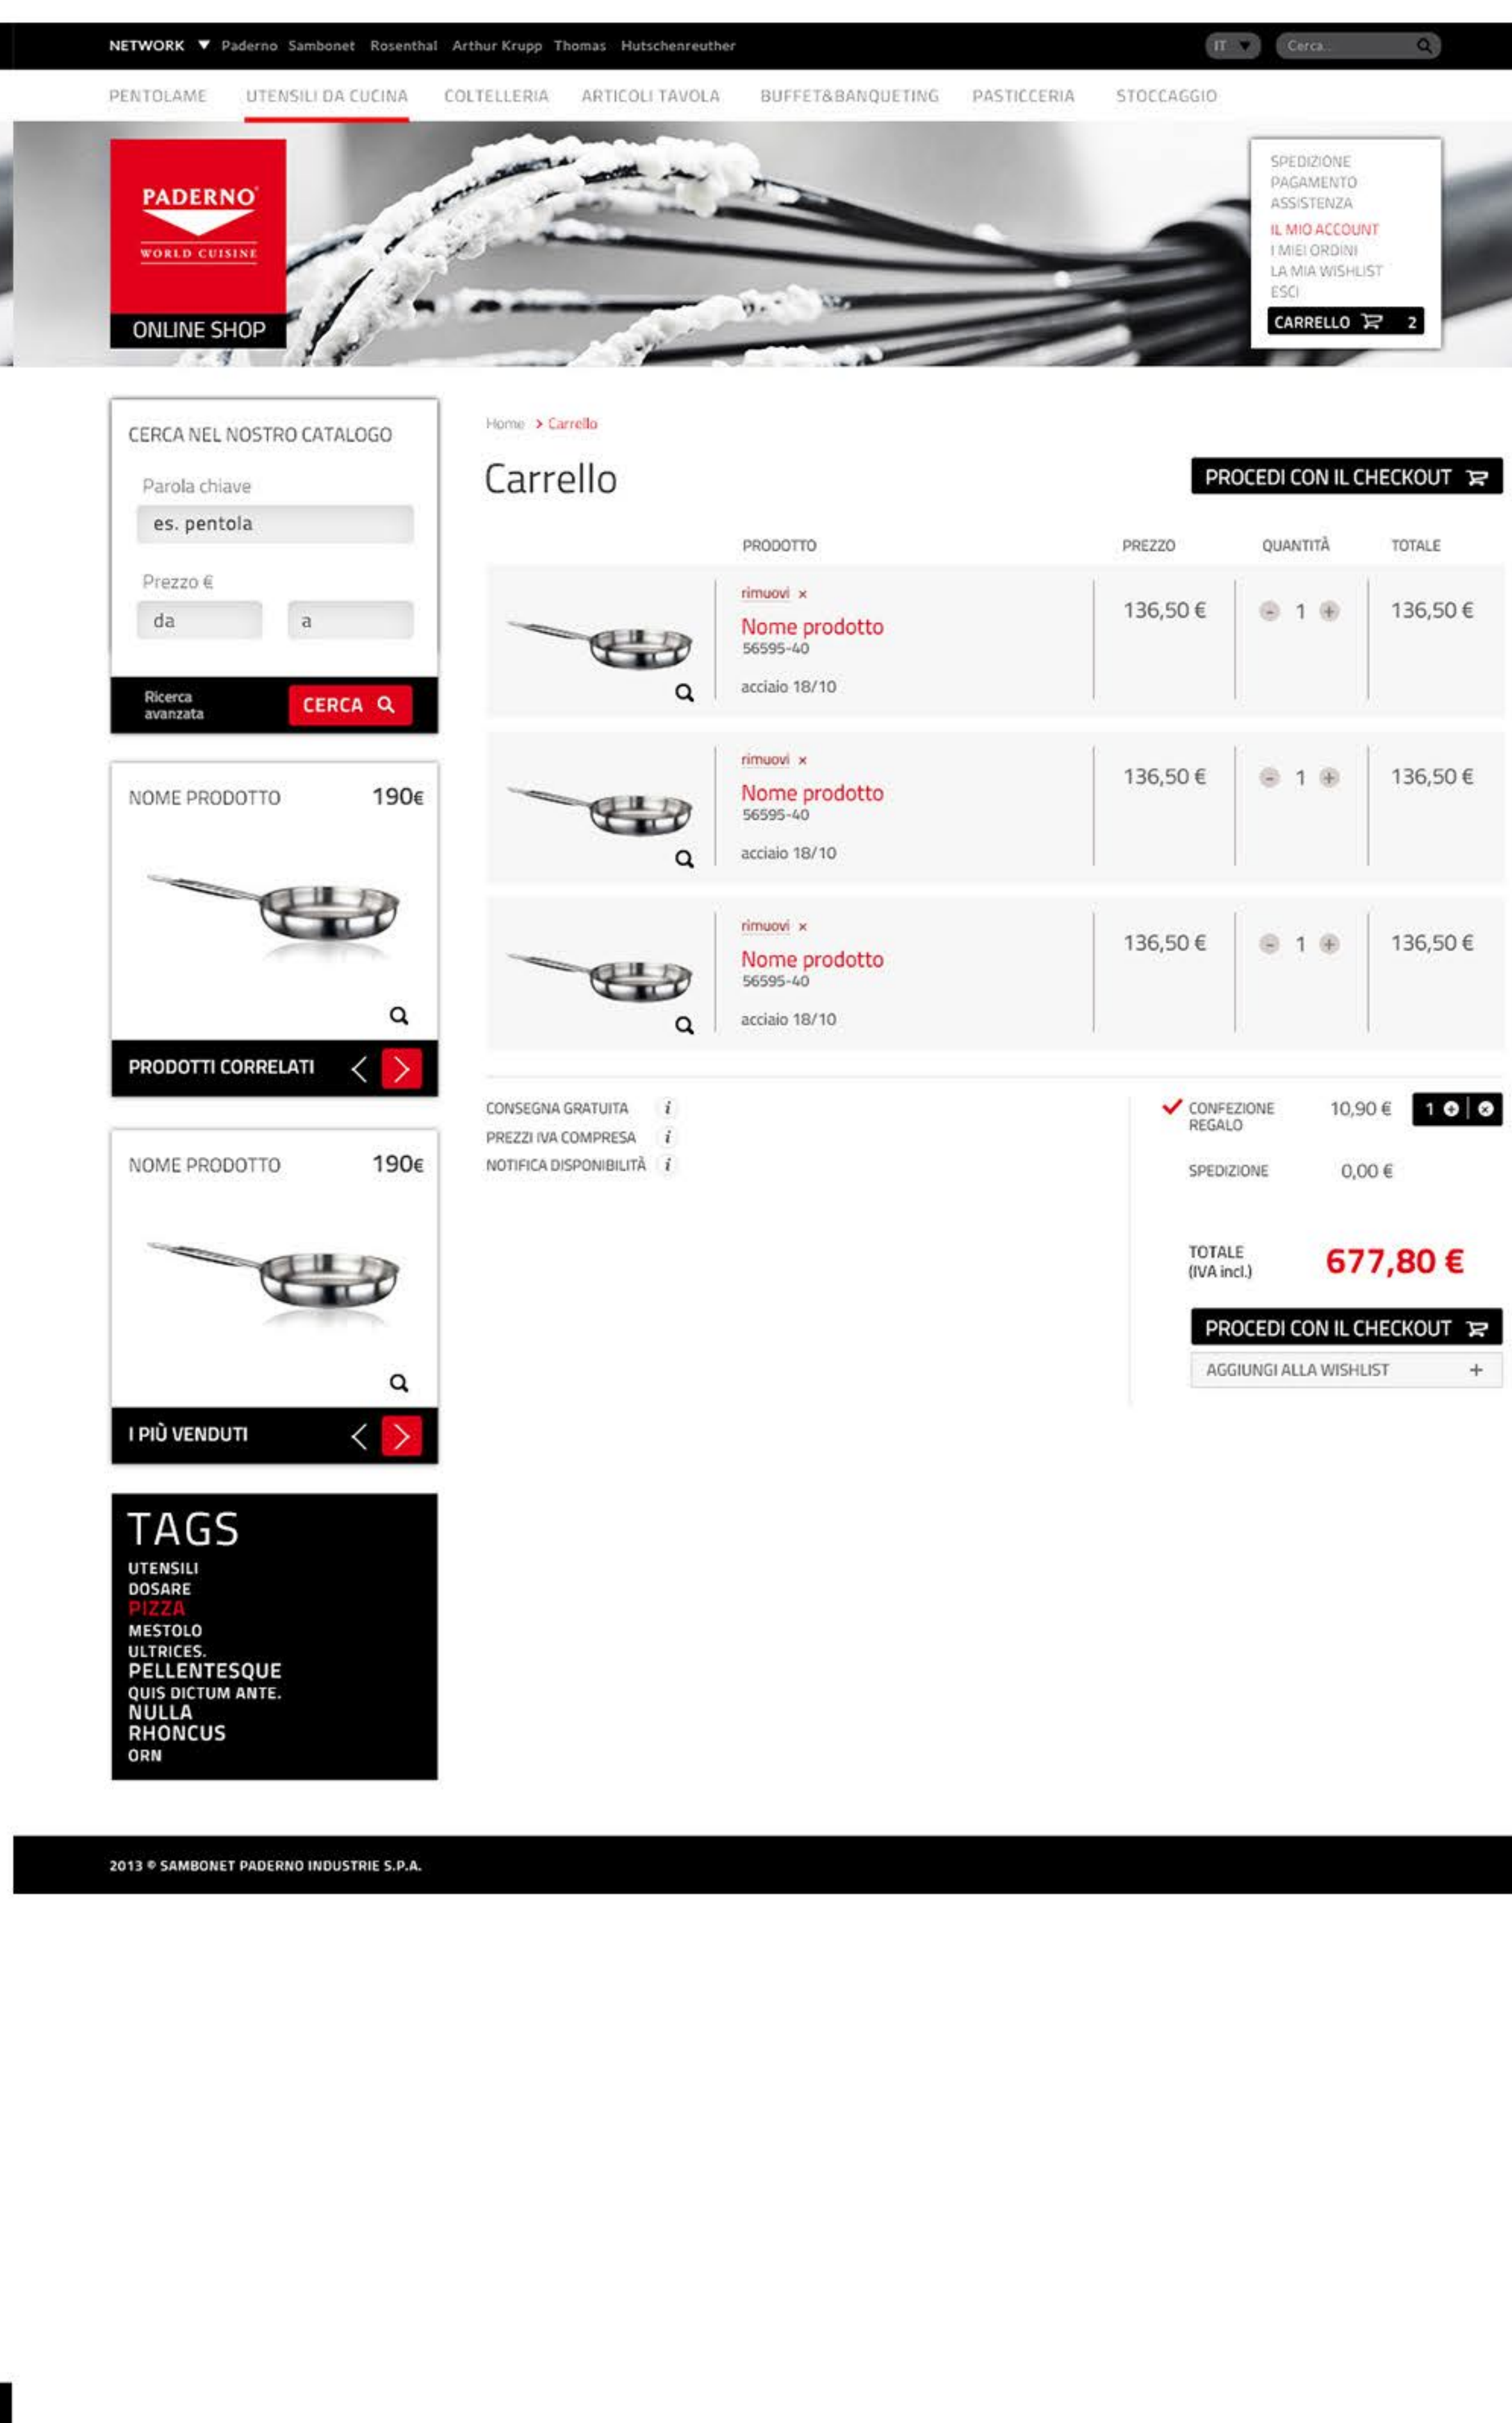 NETWORK ▼ Paderno Sambonet Rosenthal Arthur Krupp Thomas Hutschenreuther IT ▼ Cerca...
PENTOLAME UTENSILI DA CUCINA COLTELLERIA ARTICOLI TAVOLA BUFFET&BANQUETING PASTICCERIA STOCCAGGIO
PADERNO®
WORLD CUISINE
ONLINE SHOP
SPEDIZIONE
PAGAMENTO
ASSISTENZA
IL MIO ACCOUNT
I MIEI ORDINI
LA MIA WISHLIST
ESCI
CARRELLO 2
CERCA NEL NOSTRO CATALOGO
Parola chiave
es. pentola
Prezzo €
da a
Ricerca
avanzata
CERCA
NOME PRODOTTO 190€
PRODOTTI CORRELATI < >
NOME PRODOTTO 190€
I PIÙ VENDUTI < >
TAGS
UTENSILI
DOSARE
PIZZA
MESTOLO
ULTRICES.
PELLENTESQUE
QUIS DICTUM ANTE.
NULLA
RHONCUS
ORN
Home > Carrello
Carrello
PROCEDI CON IL CHECKOUT
PRODOTTO PREZZO QUANTITÀ TOTALE
rimuovi ×
Nome prodotto
56595-40
acciaio 18/10
136,50 € - 1 + 136,50 €
rimuovi ×
Nome prodotto
56595-40
acciaio 18/10
136,50 € - 1 + 136,50 €
rimuovi ×
Nome prodotto
56595-40
acciaio 18/10
136,50 € - 1 + 136,50 €
CONSEGNA GRATUITA i
PREZZI IVA COMPRESA i
NOTIFICA DISPONIBILITÀ i
CONFEZIONE
REGALO
10,90 € 1 + | ×
SPEDIZIONE 0,00 €
TOTALE
(IVA incl.)
677,80 €
PROCEDI CON IL CHECKOUT
AGGIUNGI ALLA WISHLIST +
2013 © SAMBONET PADERNO INDUSTRIE S.P.A.